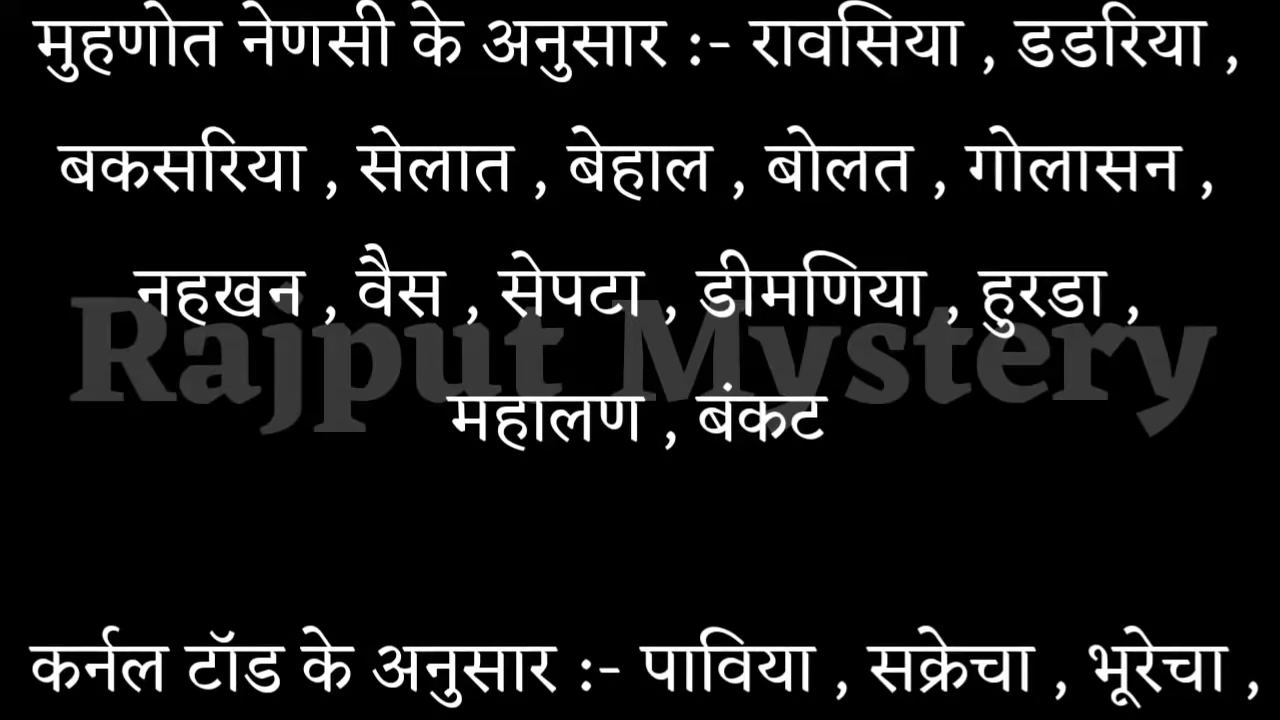 मुहणोत नेणसी के अनुसार :- रावसिया , डडरिया ,
बकसरिया , सेलात , बेहाल , बोलत , गोलासन ,
नहखन , वैस , सेपटा , डीमणिया , हुरडा ,
Rajput Mystery
महालण , बंकट
कर्नल टॉड के अनुसार :- पाविया , सक्रेचा , भूरेचा ,